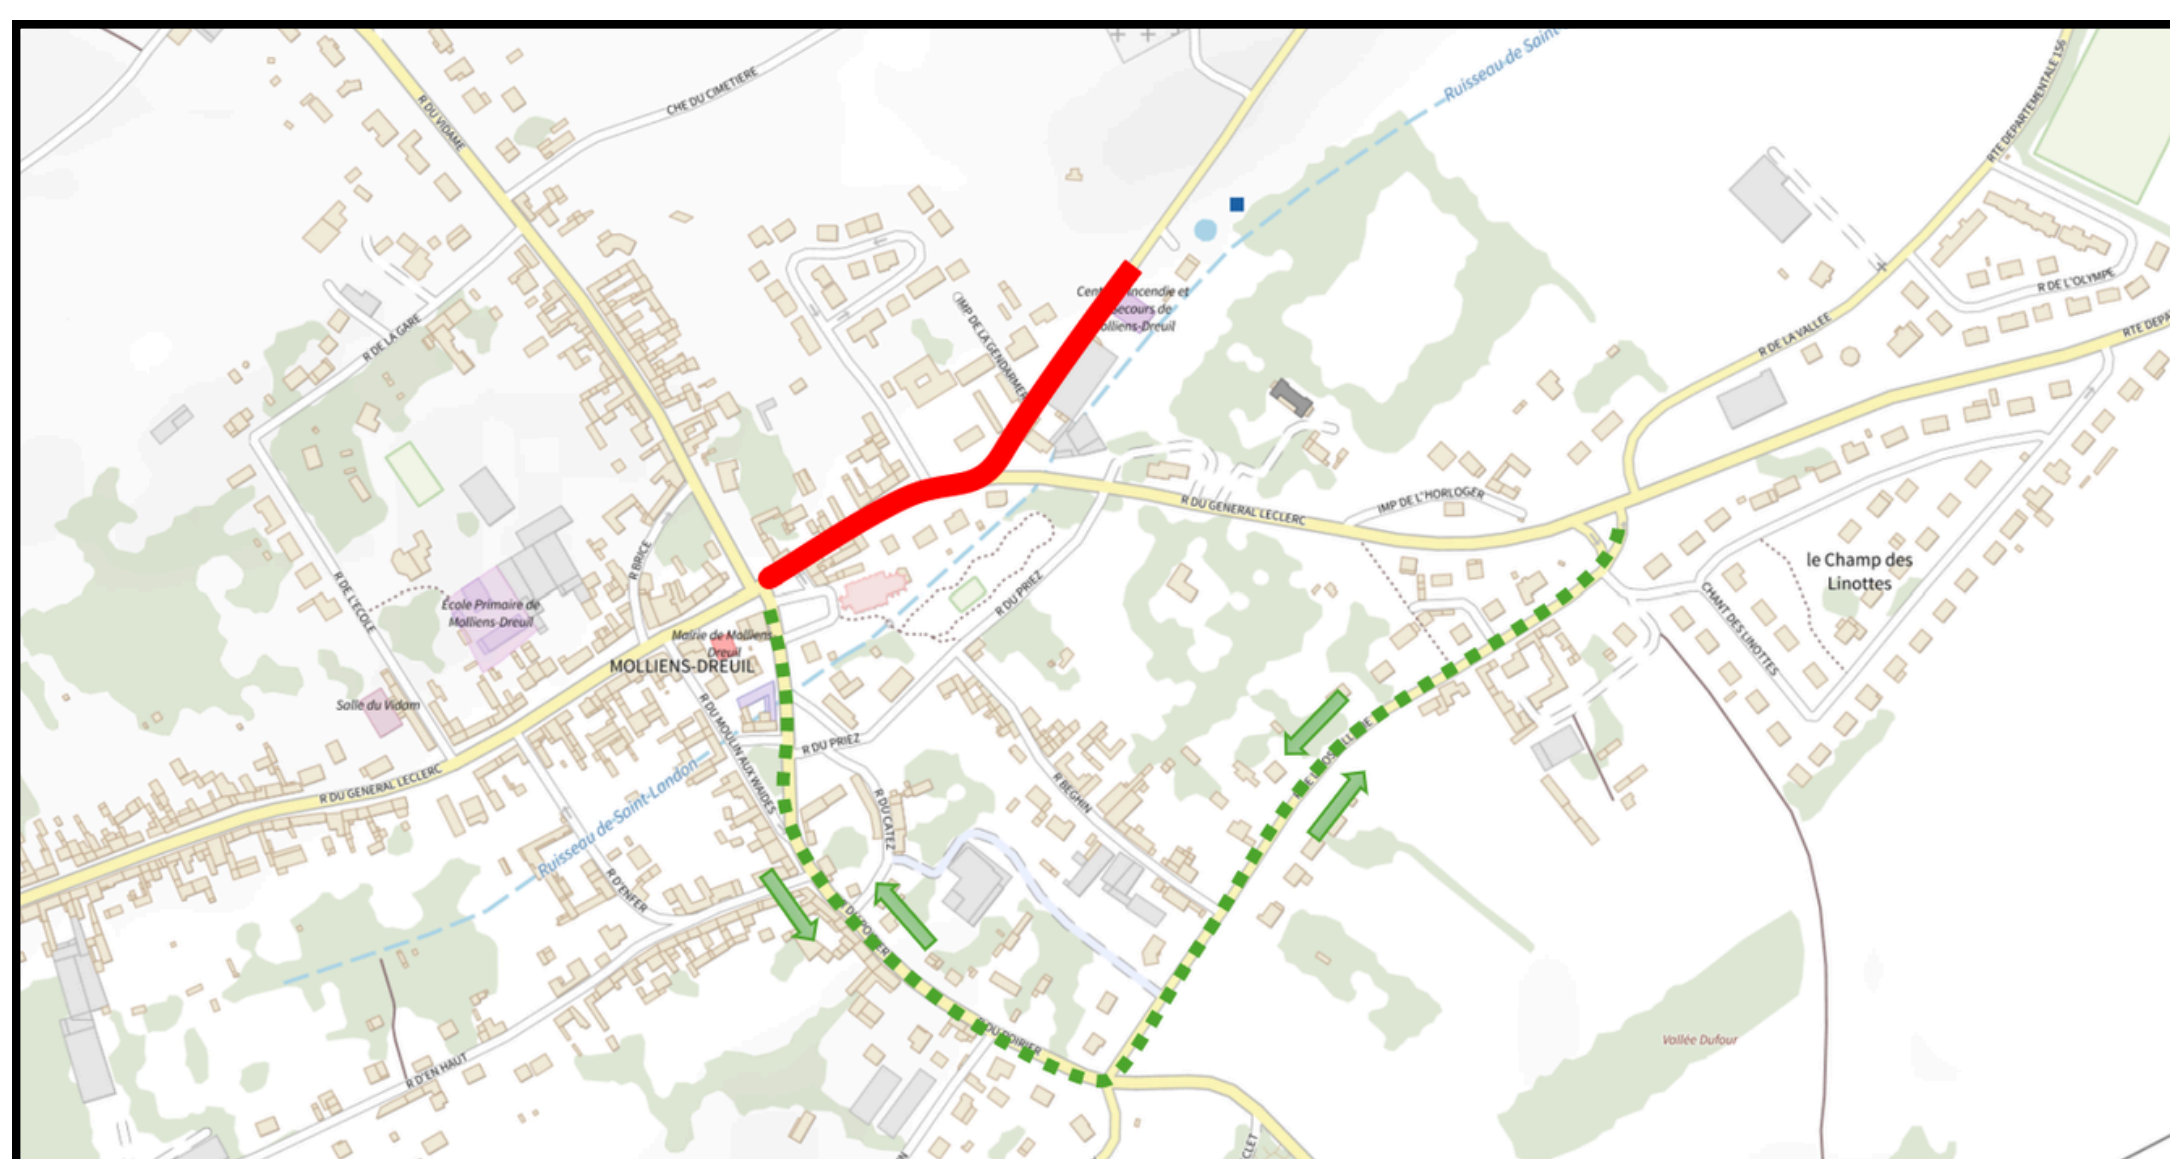 Ruisseau de Saint-
RTE DEPARTEMENTALE 156
CHE DU CIMETIERE
R DU VIDAME
R DE L'OLYMPE
IMP DE LA GENDARMER
R DE LA VALLEE
RTE DEPA
R DE LA GARE
R DU GENERAL LECLERC
IMP DE L'HORLOGER
R BRICE
le Champ des
Linottes
R DE L'ECOLE
École Primaire de
Molliens-Dreuil
R DU PRIEZ
CHANT DES LINOTTES
Mairie de Molliens
Dreuil
MOLLIENS-DREUIL
Salle du Vidam
R DU MOULIN AUX WAIDES
R DU PRIEZ
R DU GENERAL LECLERC
Ruisseau de Saint-Landon
R BEGHIN
R DU CATEZ
R D'ENFER
R DU POIRIER
Vallée Dufour
R D'EN HAUT